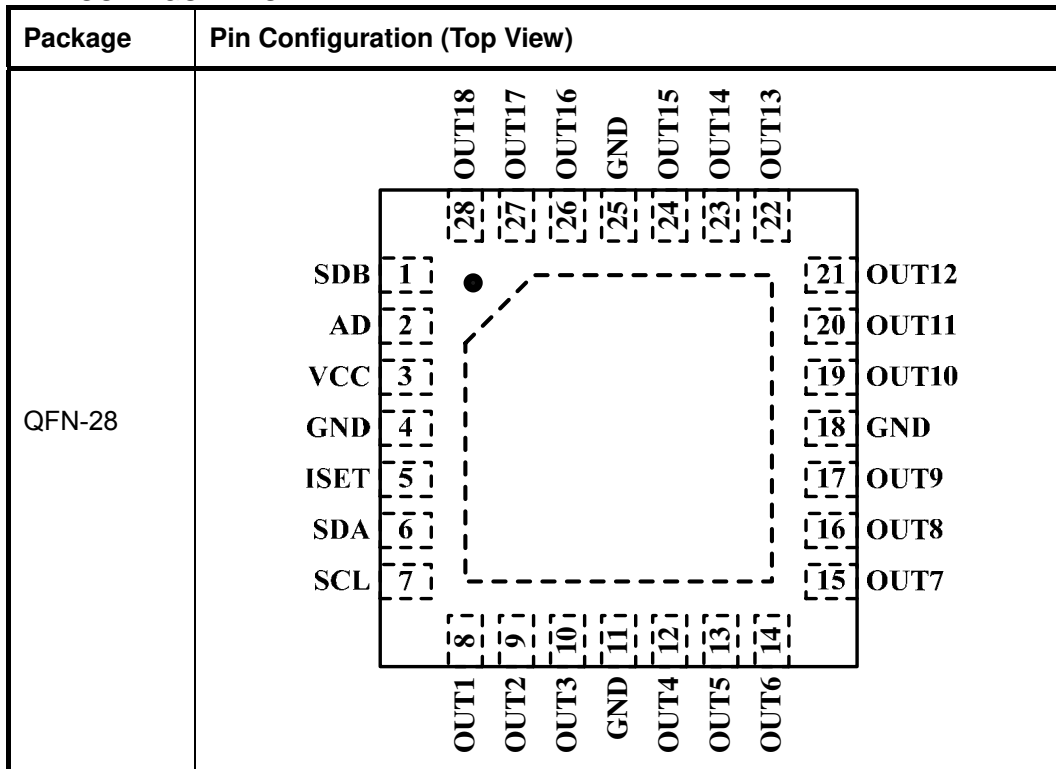 Package Pin Configuration (Top View)
QFN-28
OUT18 OUT17 OUT16 GND OUT15 OUT14 OUT13
28 27 26 25 24 23 22
SDB 1 21 OUT12
AD 2 20 OUT11
VCC 3 19 OUT10
GND 4 18 GND
ISET 5 17 OUT9
SDA 6 16 OUT8
SCL 7 15 OUT7
8 9 10 11 12 13 14
OUT1 OUT2 OUT3 GND OUT4 OUT5 OUT6